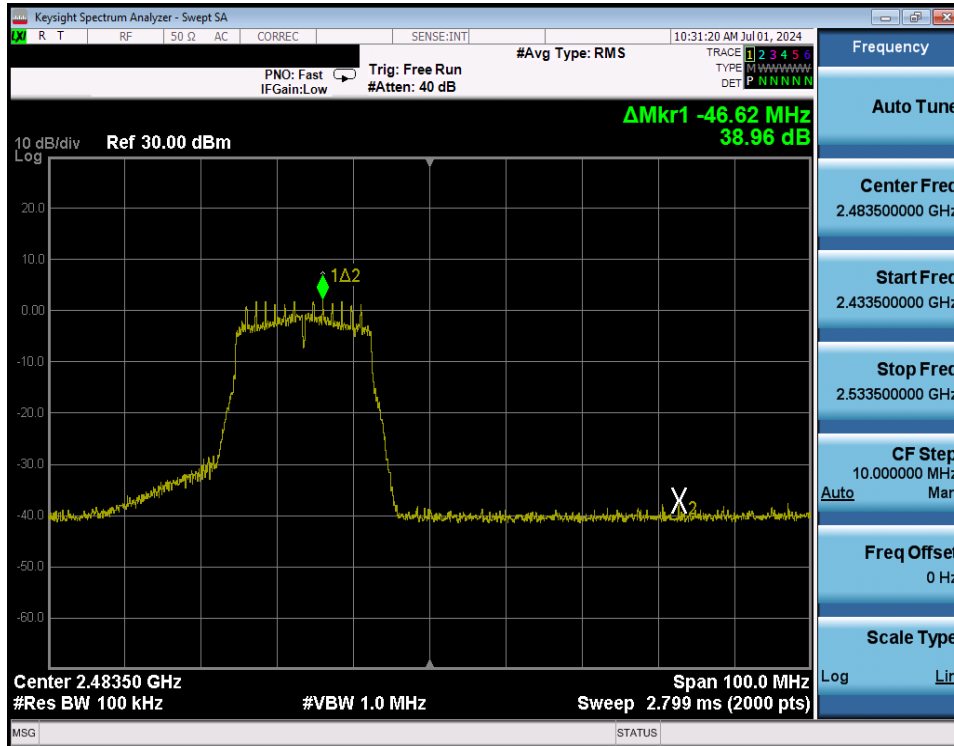 Keysight Spectrum Analyzer - Swept SA
LXI R T RF 50 Ω AC CORREC SENSE:INT 10:31:20 AM Jul 01, 2024
#Avg Type: RMS
TRACE 1 2 3 4 5 6
PNO: Fast Trig: Free Run
TYPE M W W W W W
IFGain:Low #Atten: 40 dB
DET P N N N N N
ΔMkr1 -46.62 MHz
38.96 dB
10 dB/div Ref 30.00 dBm
Log
20.0
10.0
1Δ2
0.00
-10.0
-20.0
-30.0
-40.0
X2
-50.0
-60.0
Center 2.48350 GHz Span 100.0 MHz
#Res BW 100 kHz #VBW 1.0 MHz Sweep 2.799 ms (2000 pts)
MSG STATUS
Frequency
Auto Tune
Center Freq
2.483500000 GHz
Start Freq
2.433500000 GHz
Stop Freq
2.533500000 GHz
CF Step
10.000000 MHz
Auto Man
Freq Offset
0 Hz
Scale Type
Log Lin